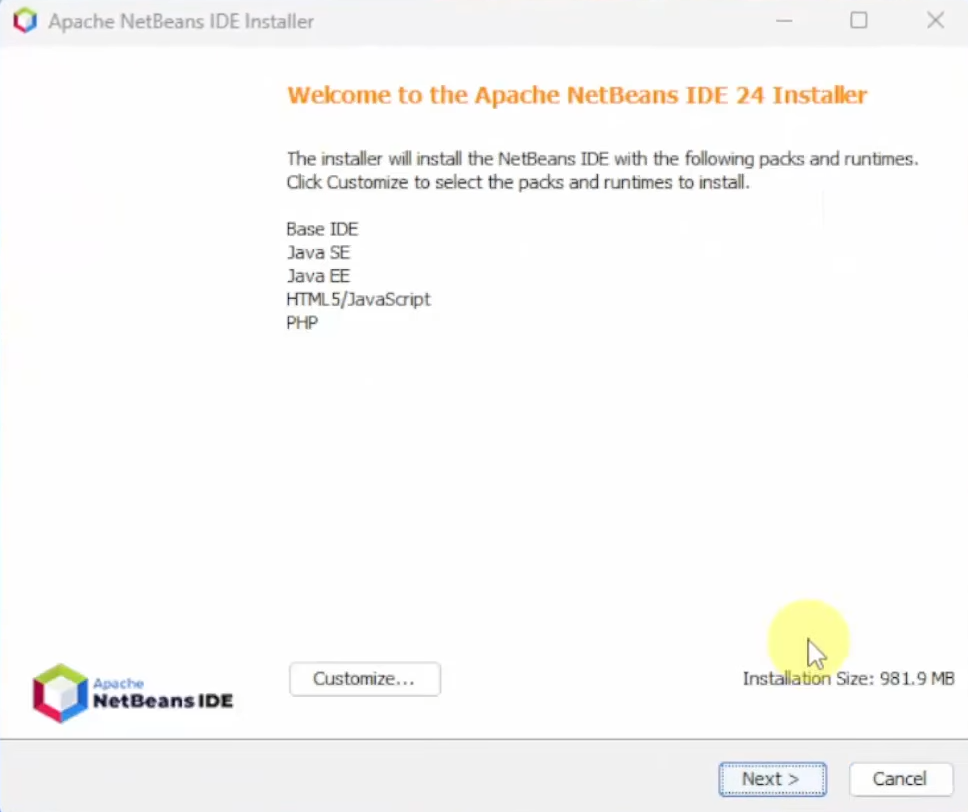 Apache NetBeans IDE Installer
Welcome to the Apache NetBeans IDE 24 Installer
The installer will install the NetBeans IDE with the following packs and runtimes.
Click Customize to select the packs and runtimes to install.
Base IDE
Java SE
Java EE
HTML5/JavaScript
PHP
Apache
NetBeans IDE
Customize...
Installation Size: 981.9 MB
Next >
Cancel